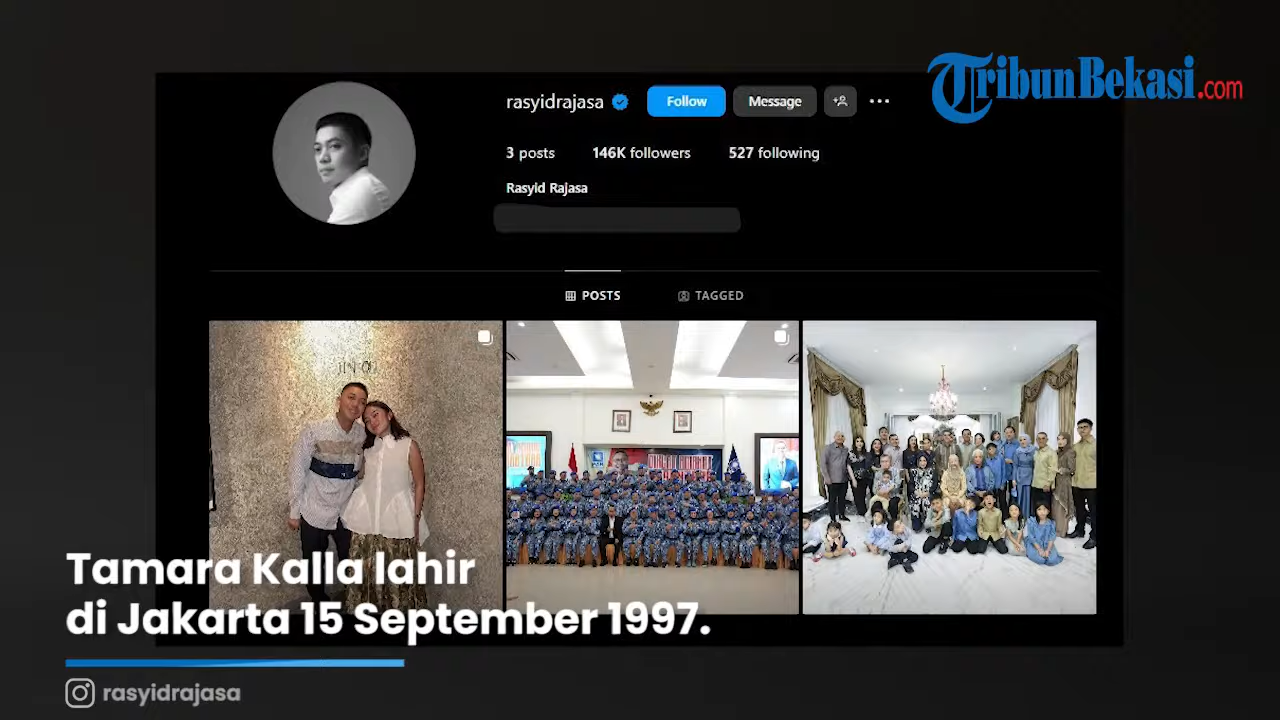 TribunBekasi.com
rasyidrajasa
Follow
Message
3 posts
146K followers
527 following
Rasyid Rajasa
POSTS
TAGGED
Tamara Kalla lahir
di Jakarta 15 September 1997.
rasyidrajasa